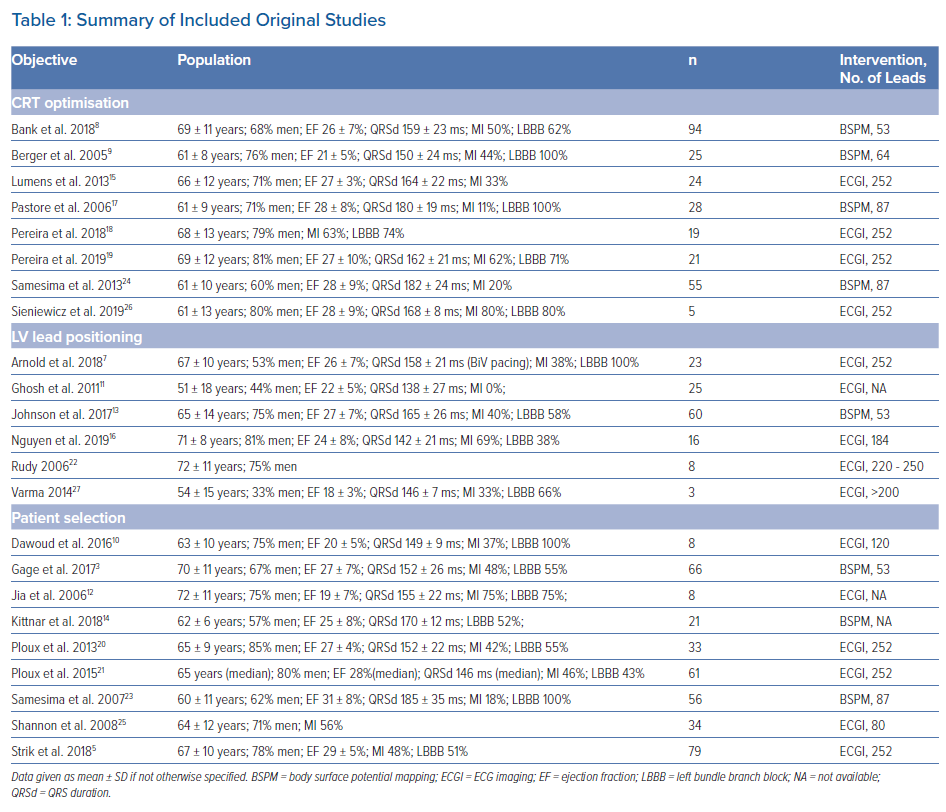 Table 1: Summary of Included Original Studies
Objective Population n Intervention, No. of Leads
CRT optimisation
Bank et al. 2018⁸ 69 ± 11 years; 68% men; EF 26 ± 7%; QRSd 159 ± 23 ms; MI 50%; LBBB 62% 94 BSPM, 53
Berger et al. 2005⁹ 61 ± 8 years; 76% men; EF 21 ± 5%; QRSd 150 ± 24 ms; MI 44%; LBBB 100% 25 BSPM, 64
Lumens et al. 2013¹⁵ 66 ± 12 years; 71% men; EF 27 ± 3%; QRSd 164 ± 22 ms; MI 33% 24 ECGI, 252
Pastore et al. 2006¹⁷ 61 ± 9 years; 71% men; EF 28 ± 8%; QRSd 180 ± 19 ms; MI 11%; LBBB 100% 28 BSPM, 87
Pereira et al. 2018¹⁸ 68 ± 13 years; 79% men; MI 63%; LBBB 74% 19 ECGI, 252
Pereira et al. 2019¹⁹ 69 ± 12 years; 81% men; EF 27 ± 10%; QRSd 162 ± 21 ms; MI 62%; LBBB 71% 21 ECGI, 252
Samesima et al. 2013²⁴ 61 ± 10 years; 60% men; EF 28 ± 9%; QRSd 182 ± 24 ms; MI 20% 55 BSPM, 87
Sieniewicz et al. 2019²⁶ 61 ± 13 years; 80% men; EF 28 ± 9%; QRSd 168 ± 8 ms; MI 80%; LBBB 80% 5 ECGI, 252
LV lead positioning
Arnold et al. 2018⁷ 67 ± 10 years; 53% men; EF 26 ± 7%; QRSd 158 ± 21 ms (BiV pacing); MI 38%; LBBB 100% 23 ECGI, 252
Ghosh et al. 2011¹¹ 51 ± 18 years; 44% men; EF 22 ± 5%; QRSd 138 ± 27 ms; MI 0%; 25 ECGI, NA
Johnson et al. 2017¹³ 65 ± 14 years; 75% men; EF 27 ± 7%; QRSd 165 ± 26 ms; MI 40%; LBBB 58% 60 BSPM, 53
Nguyen et al. 2019¹⁶ 71 ± 8 years; 81% men; EF 24 ± 8%; QRSd 142 ± 21 ms; MI 69%; LBBB 38% 16 ECGI, 184
Rudy 2006²² 72 ± 11 years; 75% men 8 ECGI, 220 - 250
Varma 2014²⁷ 54 ± 15 years; 33% men; EF 18 ± 3%; QRSd 146 ± 7 ms; MI 33%; LBBB 66% 3 ECGI, >200
Patient selection
Dawoud et al. 2016¹⁰ 63 ± 10 years; 75% men; EF 20 ± 5%; QRSd 149 ± 9 ms; MI 37%; LBBB 100% 8 ECGI, 120
Gage et al. 2017³ 70 ± 11 years; 67% men; EF 27 ± 7%; QRSd 152 ± 26 ms; MI 48%; LBBB 55% 66 BSPM, 53
Jia et al. 2006¹² 72 ± 11 years; 75% men; EF 19 ± 7%; QRSd 155 ± 22 ms; MI 75%; LBBB 75%; 8 ECGI, NA
Kittnar et al. 2018¹⁴ 62 ± 6 years; 57% men; EF 25 ± 8%; QRSd 170 ± 12 ms; LBBB 52%; 21 BSPM, NA
Ploux et al. 2013²⁰ 65 ± 9 years; 85% men; EF 27 ± 4%; QRSd 152 ± 22 ms; MI 42%; LBBB 55% 33 ECGI, 252
Ploux et al. 2015²¹ 65 years (median); 80% men; EF 28%(median); QRSd 146 ms (median); MI 46%; LBBB 43% 61 ECGI, 252
Samesima et al. 2007²³ 60 ± 11 years; 62% men; EF 31 ± 8%; QRSd 185 ± 35 ms; MI 18%; LBBB 100% 56 BSPM, 87
Shannon et al. 2008²⁵ 64 ± 12 years; 71% men; MI 56% 34 ECGI, 80
Strik et al. 2018⁵ 67 ± 10 years; 78% men; EF 29 ± 5%; MI 48%; LBBB 51% 79 ECGI, 252
Data given as mean ± SD if not otherwise specified. BSPM = body surface potential mapping; ECGI = ECG imaging; EF = ejection fraction; LBBB = left bundle branch block; NA = not available;
QRSd = QRS duration.